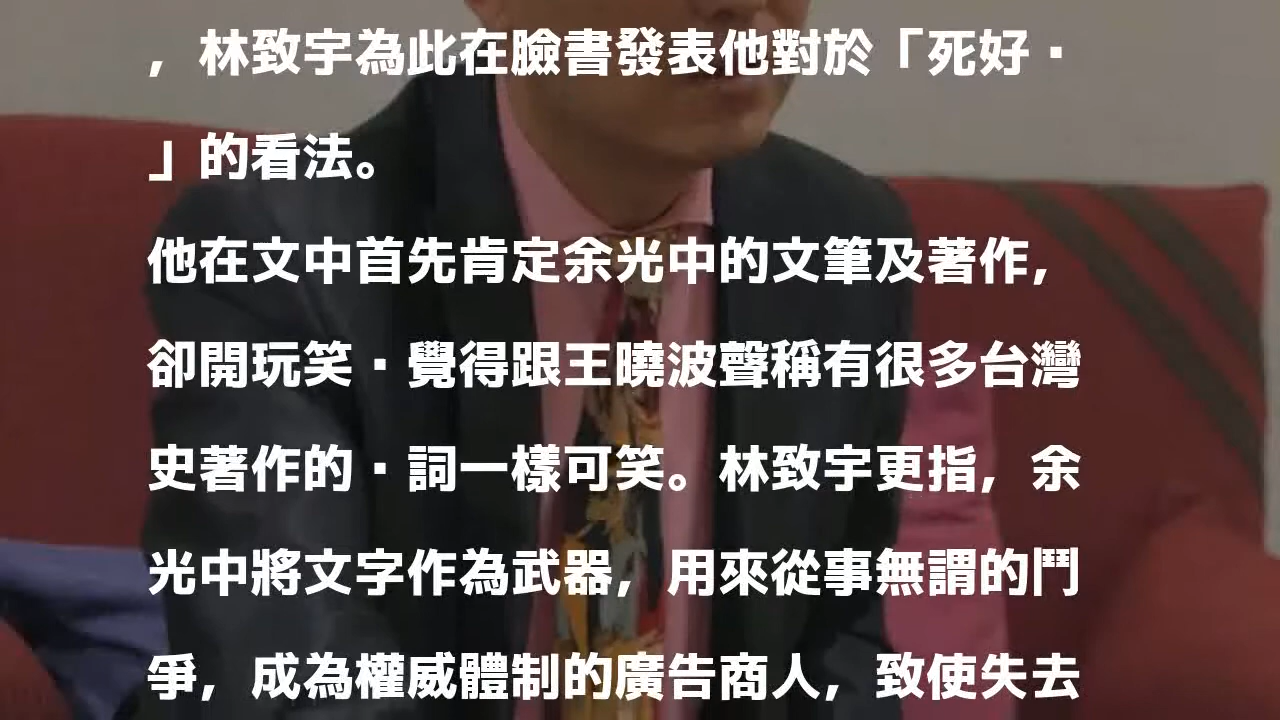 ，林致宇為此在臉書發表他對於「死好·
」的看法。
他在文中首先肯定余光中的文筆及著作，
卻開玩笑·覺得跟王曉波聲稱有很多台灣
史著作的·詞一樣可笑。林致宇更指，余
光中將文字作為武器，用來從事無謂的鬥
爭，成為權威體制的廣告商人，致使失去